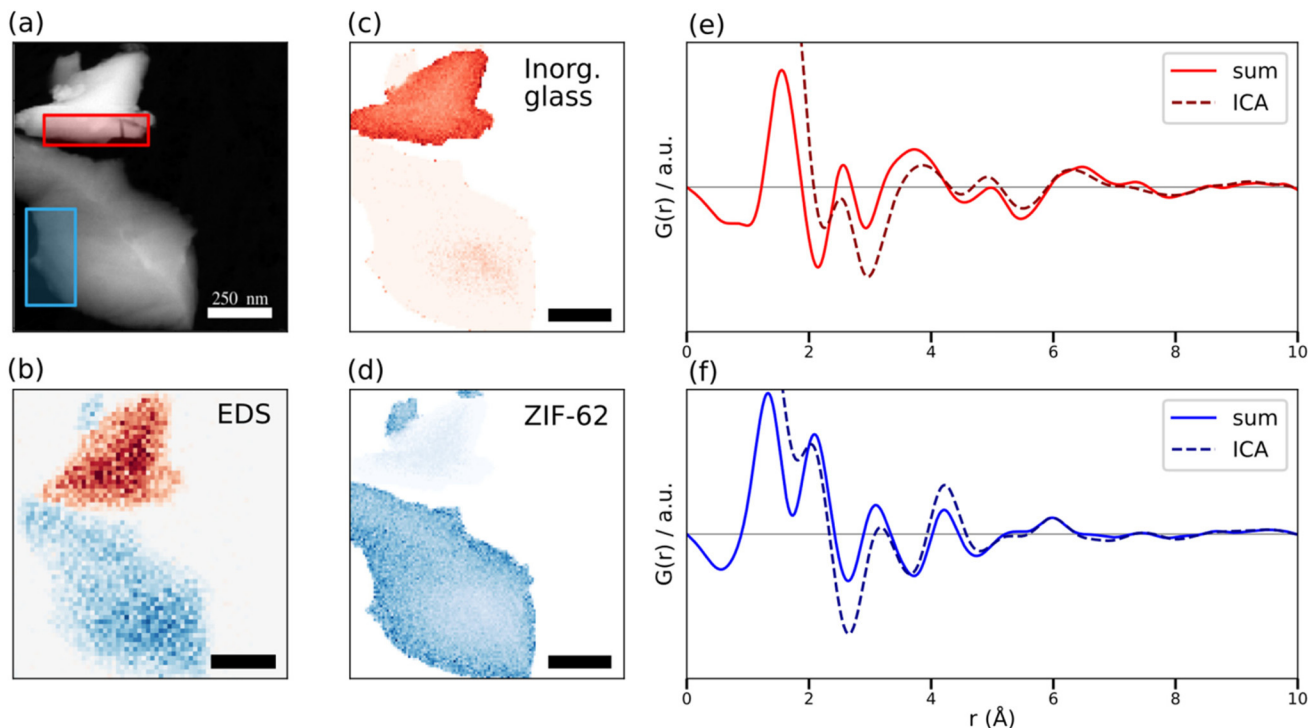 (a)
250 nm
(b)
EDS
(c)
Inorg.
glass
(d)
ZIF-62
(e)
G(r) / a.u.
sum
ICA
0
2
4
6
8
10
(f)
G(r) / a.u.
sum
ICA
0
2
4
6
8
10
r (Å)